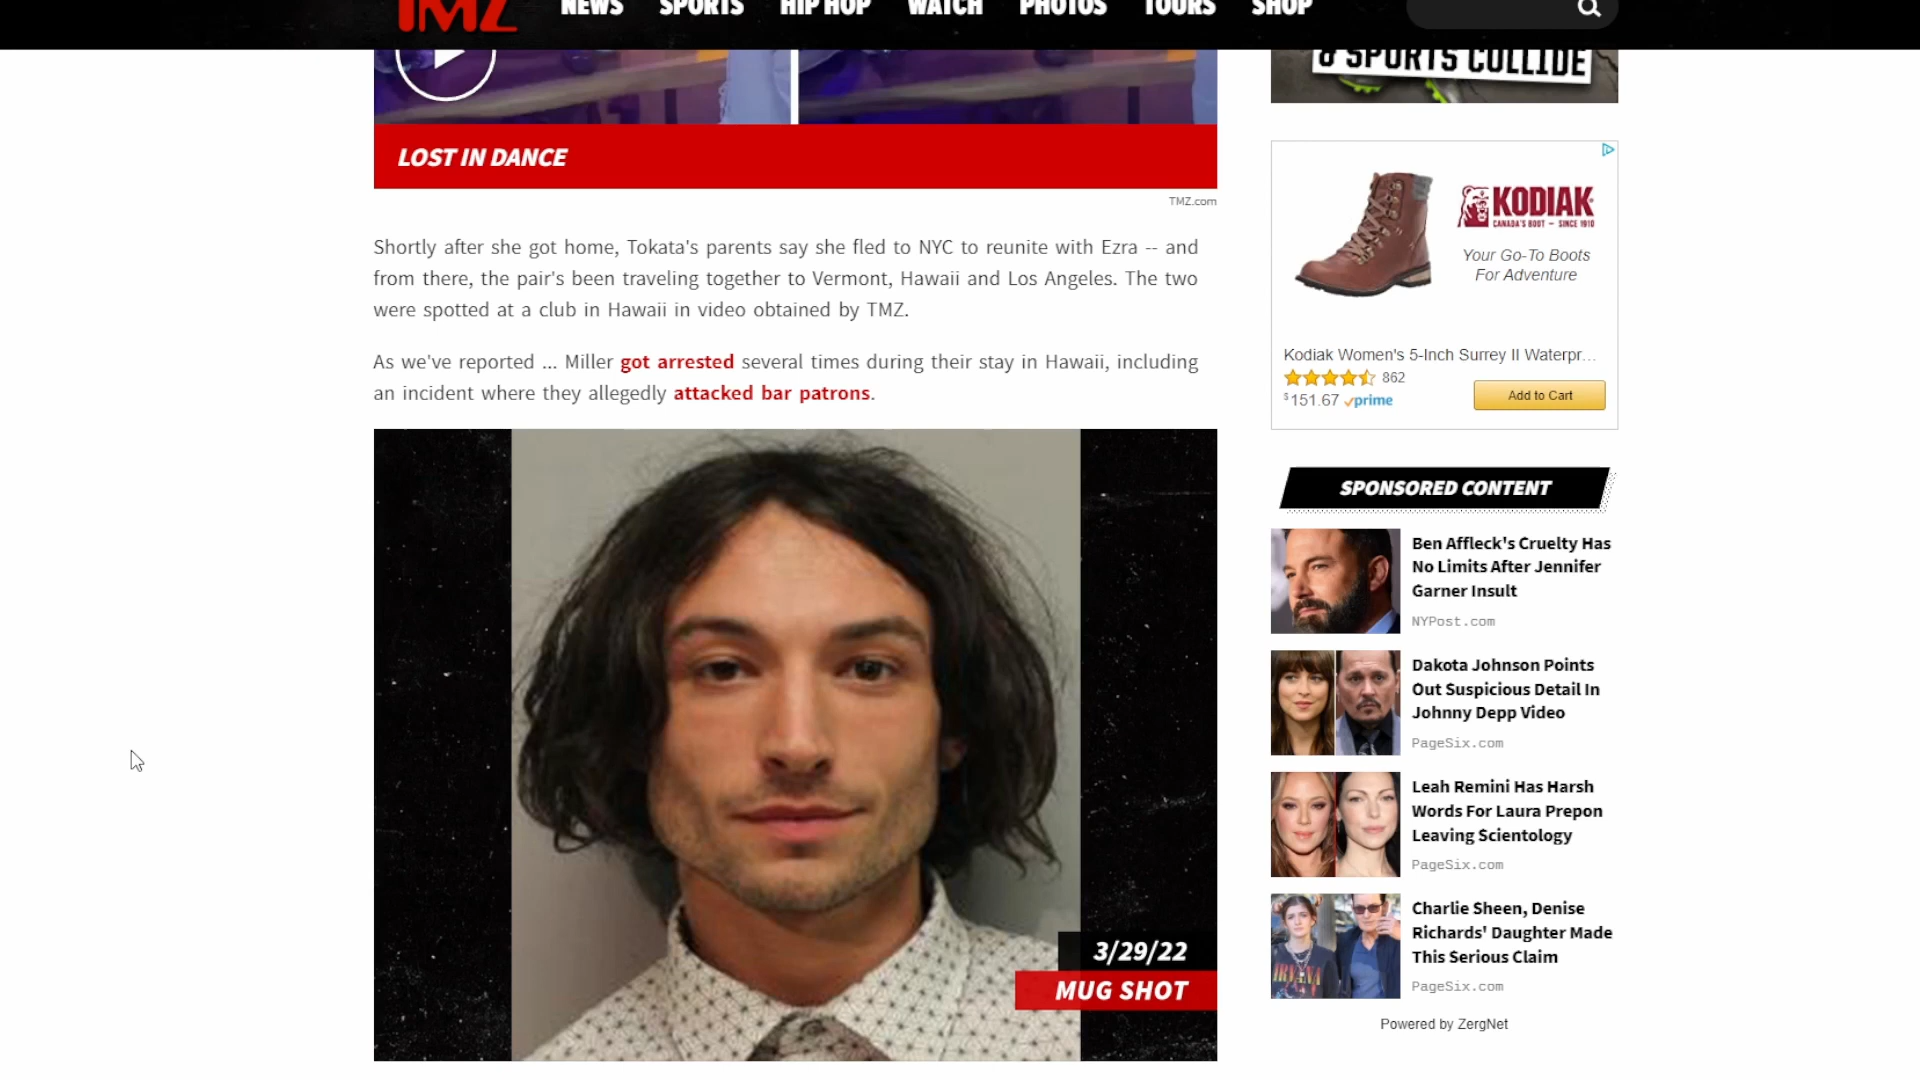 TMZ
NEWS SPORTS HIP HOP WATCH PHOTOS TOURS SHOP
LOST IN DANCE
TMZ.com
Shortly after she got home, Tokata's parents say she fled to NYC to reunite with Ezra -- and
from there, the pair's been traveling together to Vermont, Hawaii and Los Angeles. The two
were spotted at a club in Hawaii in video obtained by TMZ.
As we've reported ... Miller got arrested several times during their stay in Hawaii, including
an incident where they allegedly attacked bar patrons.
3/29/22
MUG SHOT
& SPORTS COLLIDE
KODIAK
CANADA'S BOOT – SINCE 1910
Your Go-To Boots
For Adventure
Kodiak Women's 5-Inch Surrey II Waterpr...
862
$151.67 prime
Add to Cart
SPONSORED CONTENT
Ben Affleck's Cruelty Has
No Limits After Jennifer
Garner Insult
NYPost.com
Dakota Johnson Points
Out Suspicious Detail In
Johnny Depp Video
PageSix.com
Leah Remini Has Harsh
Words For Laura Prepon
Leaving Scientology
PageSix.com
Charlie Sheen, Denise
Richards' Daughter Made
This Serious Claim
PageSix.com
Powered by ZergNet